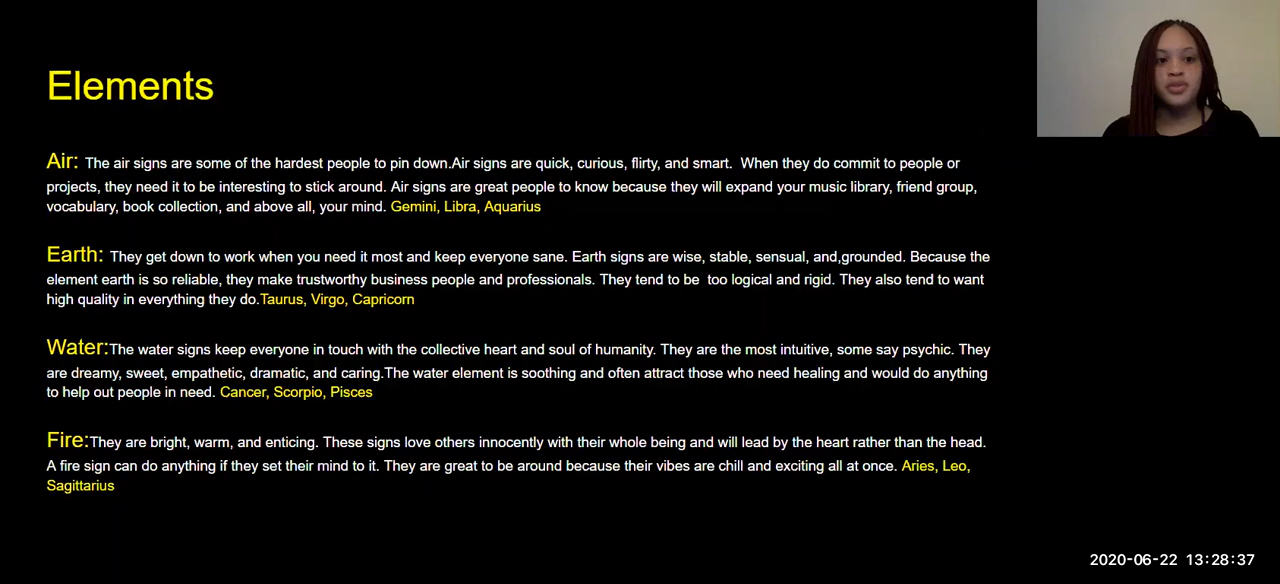 Elements
Air: The air signs are some of the hardest people to pin down.Air signs are quick, curious, flirty, and smart.  When they do commit to people or
projects, they need it to be interesting to stick around. Air signs are great people to know because they will expand your music library, friend group,
vocabulary, book collection, and above all, your mind. Gemini, Libra, Aquarius
Earth: They get down to work when you need it most and keep everyone sane. Earth signs are wise, stable, sensual, and,grounded. Because the
element earth is so reliable, they make trustworthy business people and professionals. They tend to be  too logical and rigid. They also tend to want
high quality in everything they do.Taurus, Virgo, Capricorn
Water:The water signs keep everyone in touch with the collective heart and soul of humanity. They are the most intuitive, some say psychic. They
are dreamy, sweet, empathetic, dramatic, and caring.The water element is soothing and often attract those who need healing and would do anything
to help out people in need. Cancer, Scorpio, Pisces
Fire:They are bright, warm, and enticing. These signs love others innocently with their whole being and will lead by the heart rather than the head.
A fire sign can do anything if they set their mind to it. They are great to be around because their vibes are chill and exciting all at once. Aries, Leo,
Sagittarius
2020-06-22 13:28:37